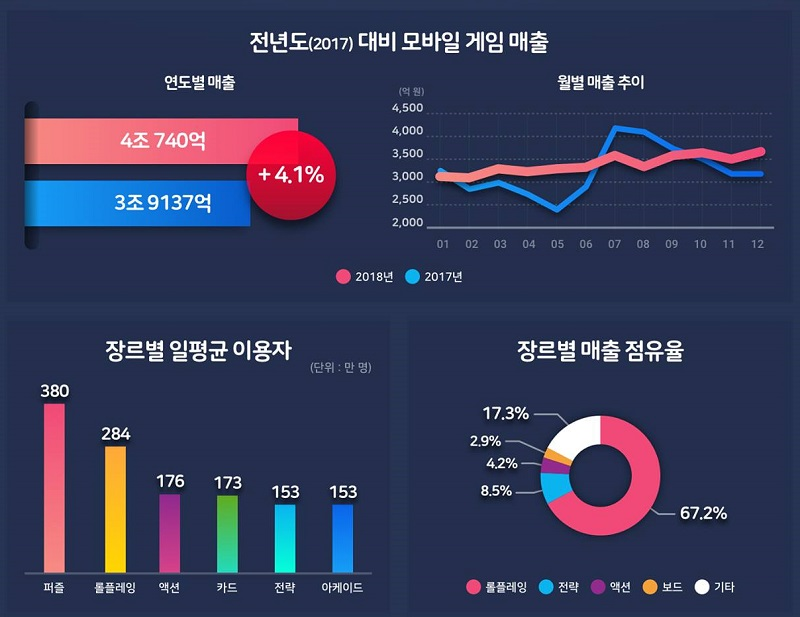 전년도(2017) 대비 모바일 게임 매출
연도별 매출
4조 740억
3조 9137억
+4.1%
월별 매출 추이
(억 원)
4,500
4,000
3,500
3,000
2,500
2,000
01 02 03 04 05 06 07 08 09 10 11 12
2018년 2017년
장르별 일평균 이용자
(단위 : 만 명)
380 284 176 173 153 153
퍼즐 롤플레잉 액션 카드 전략 아케이드
장르별 매출 점유율
17.3%
2.9%
4.2%
8.5%
67.2%
롤플레잉 전략 액션 보드 기타